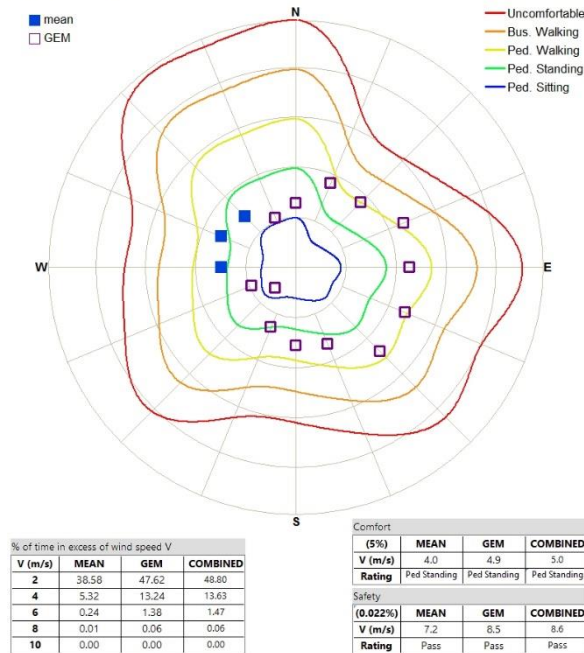 mean
GEM
N
Uncomfortable
Bus. Walking
Ped. Walking
Ped. Standing
Ped. Sitting
W
E
S
% of time in excess of wind speed V
V (m/s) MEAN GEM COMBINED
2 38.58 47.62 48.80
4 5.32 13.24 13.63
6 0.24 1.38 1.47
8 0.01 0.06 0.06
10 0.00 0.00 0.00
Comfort
(5%) MEAN GEM COMBINED
V (m/s) 4.0 4.9 5.0
Rating Ped Standing Ped Standing Ped Standing
Safety
(0.022%) MEAN GEM COMBINED
V (m/s) 7.2 8.5 8.6
Rating Pass Pass Pass